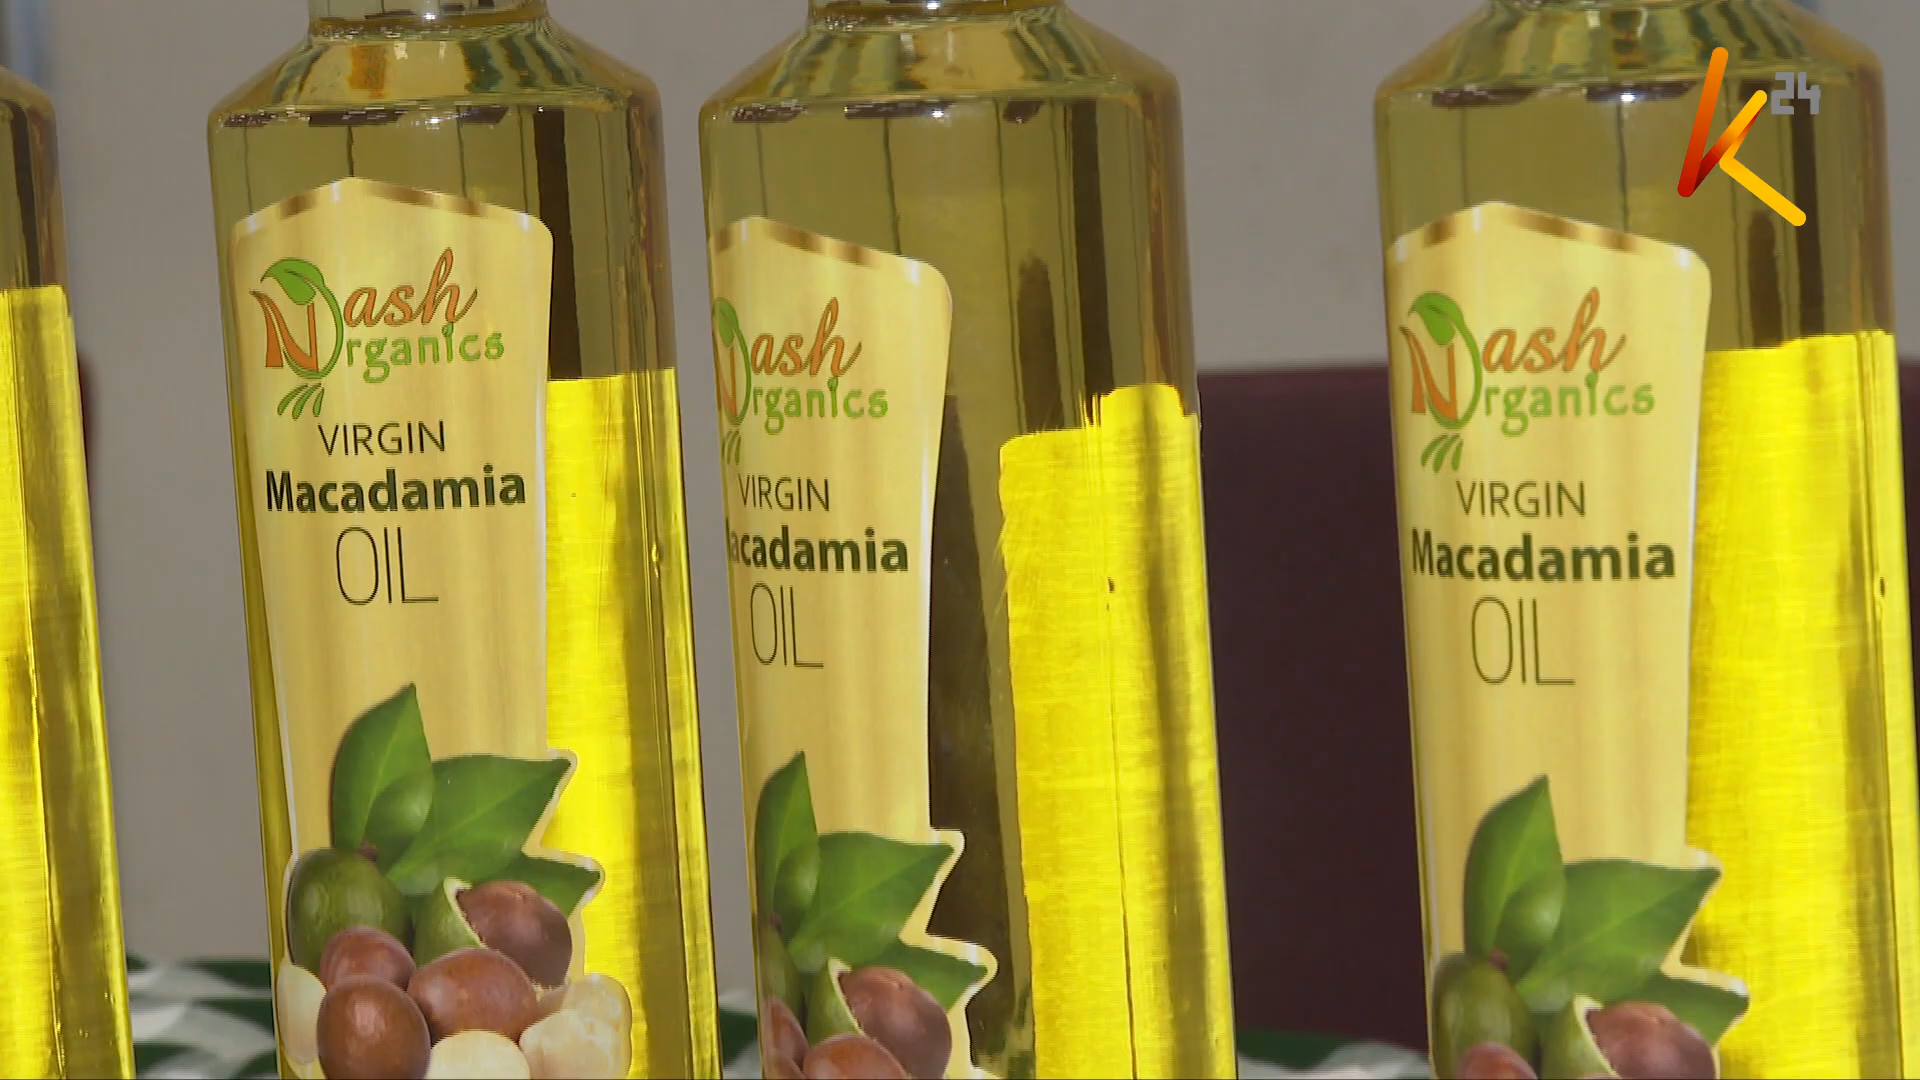 Nash
Organics
VIRGIN
Macadamia
OIL
Nash
Organics
VIRGIN
Macadamia
OIL
Nash
Organics
VIRGIN
Macadamia
OIL
K24